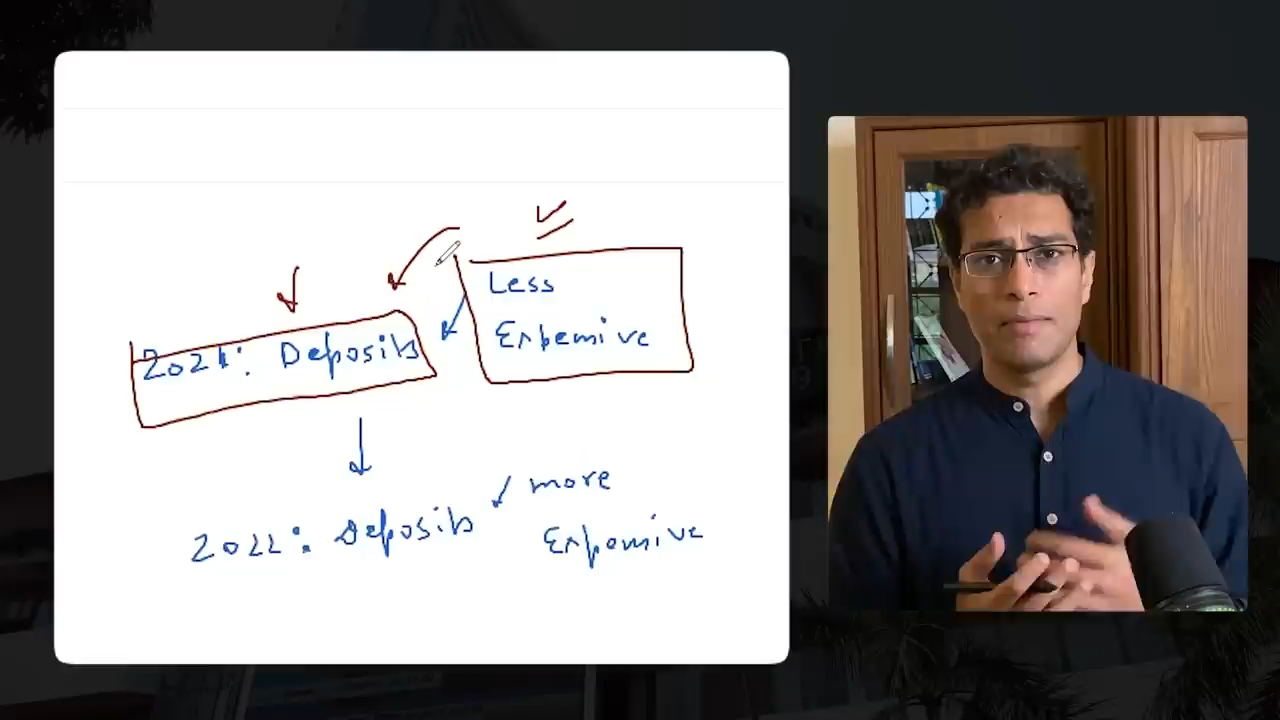 Less
2021: Deposits
Expensive
more
2022: Deposits
Expensive